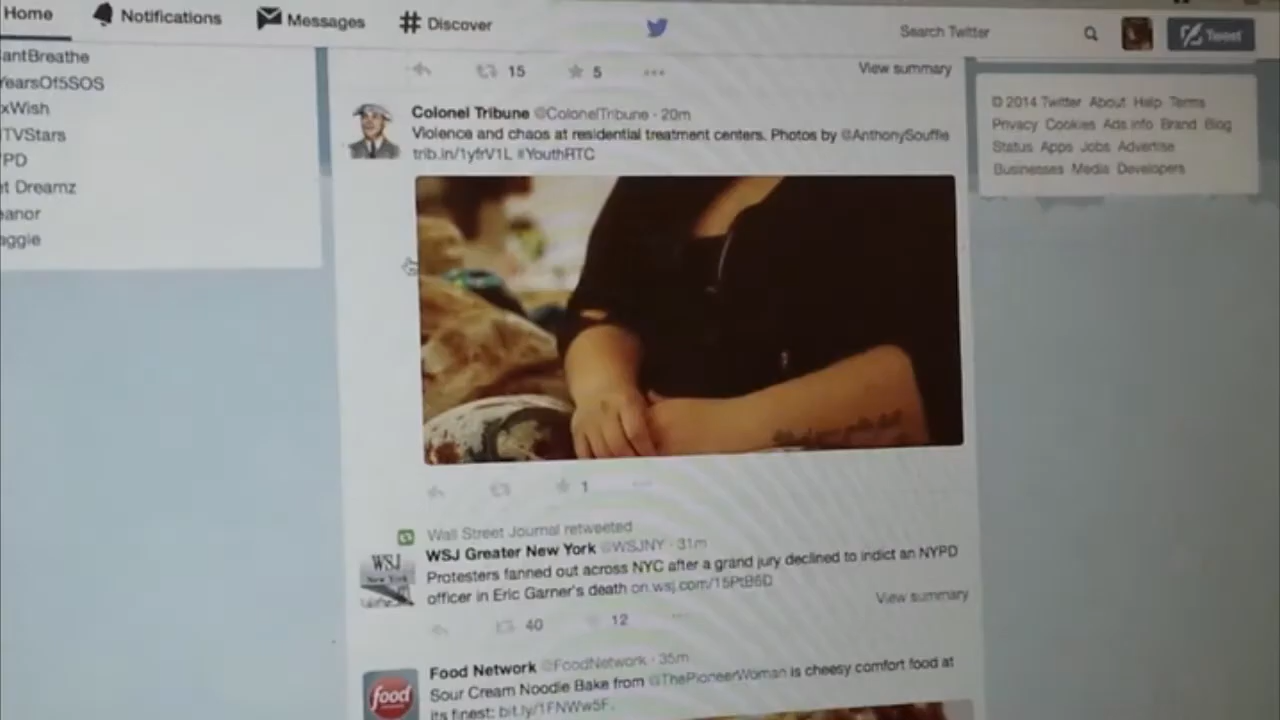 Home Notifications Messages # Discover Search Twitter Tweet
antBreathe
YearsOf5SOS
xWish
TVStars
PD
t Dreamz
eanor
aggie
15 5 View summary
Colonel Tribune @ColonelTribune · 20m
Violence and chaos at residential treatment centers. Photos by @AnthonySouffle
trib.in/1yfrV1L #YouthRTC
1
Wall Street Journal retweeted
WSJ Greater New York @WSJNY · 31m
Protesters fanned out across NYC after a grand jury declined to indict an NYPD
officer in Eric Garner's death on.wsj.com/15PtB6D
View summary
40 12
WSJ
New York
Food Network @FoodNetwork · 35m
Sour Cream Noodle Bake from @ThePioneerWoman is cheesy comfort food at
its finest: bit.ly/1FNWw5F.
food
© 2014 Twitter About Help Terms
Privacy Cookies Ads info Brand Blog
Status Apps Jobs Advertise
Businesses Media Developers